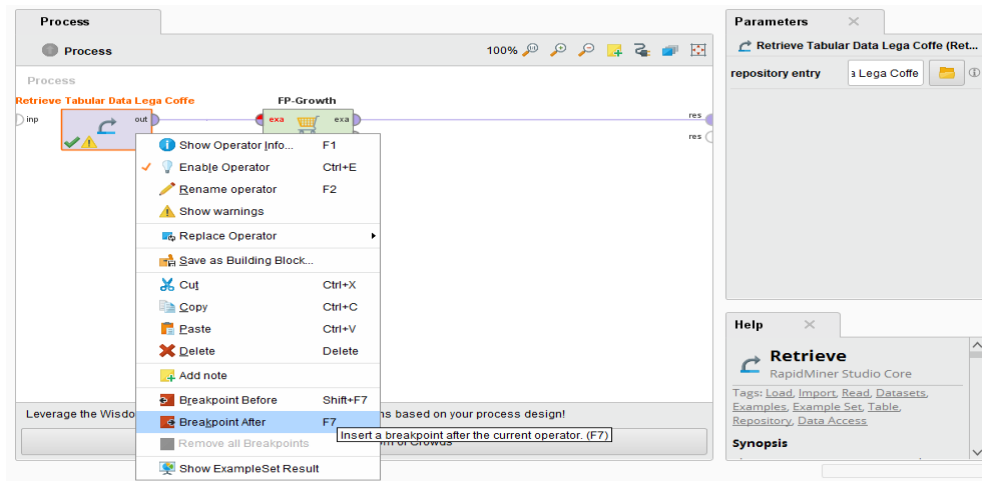 Process
Process
100%
Process
Retrieve Tabular Data Lega Coffe
FP-Growth
inp
out
exa
exa
res
res
Show Operator Info... F1
Enable Operator Ctrl+E
Rename operator F2
Show warnings
Replace Operator
Save as Building Block...
Cut Ctrl+X
Copy Ctrl+C
Paste Ctrl+V
Delete Delete
Add note
Breakpoint Before Shift+F7
Breakpoint After F7
Insert a breakpoint after the current operator. (F7)
Remove all Breakpoints
Show ExampleSet Result
Leverage the Wisdo
ns based on your process design!
om of Crowds
Parameters
Retrieve Tabular Data Lega Coffe (Ret...
repository entry
a Lega Coffe
Help
Retrieve
RapidMiner Studio Core
Tags: Load, Import, Read, Datasets,
Examples, Example Set, Table,
Repository, Data Access
Synopsis